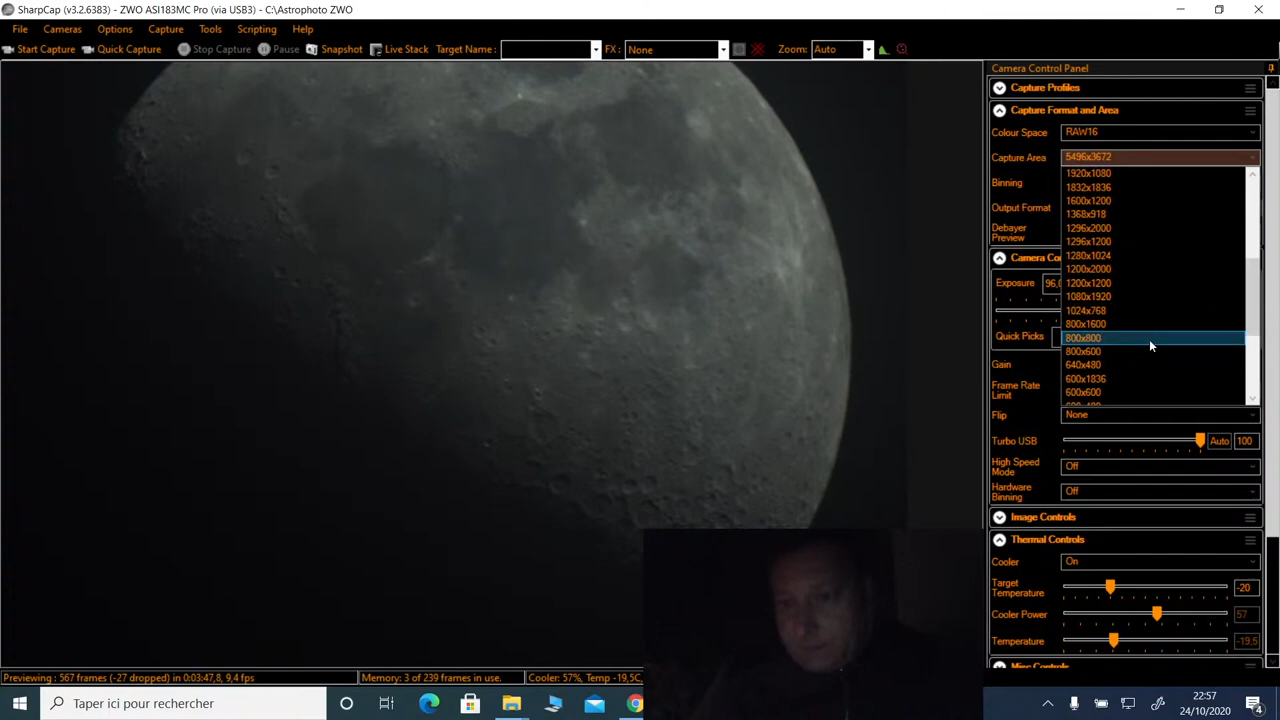 SharpCap (v3.2.6383) - ZWO ASI183MC Pro (via USB3) - C:\Astrophoto ZWO
File Cameras Options Capture Tools Scripting Help
Start Capture Quick Capture Stop Capture Pause Snapshot Live Stack Target Name : FX : None Zoom: Auto
Camera Control Panel
Capture Profiles
Capture Format and Area
Colour Space RAW16
Capture Area 5496x3672
1920x1080
Binning
1832x1836
1600x1200
Output Format
1368x918
Debayer
Preview
1296x2000
1296x1200
1280x1024
1200x2000
Exposure 96,0
1200x1200
1080x1920
1024x768
800x1600
Quick Picks
800x800
800x600
Gain
640x480
600x1836
Frame Rate
Limit
600x600
Flip None
Turbo USB Auto 100
High Speed
Mode
Off
Hardware
Binning
Off
Image Controls
Thermal Controls
Cooler On
Target
Temperature
-20
Cooler Power 57
Temperature -19,5
Misc Controls
Previewing : 567 frames (-27 dropped) in 0:03:47,8, 9,4 fps Memory: 3 of 239 frames in use. Cooler: 57%, Temp -19,5C,
Taper ici pour rechercher
22:57
24/10/2020
4